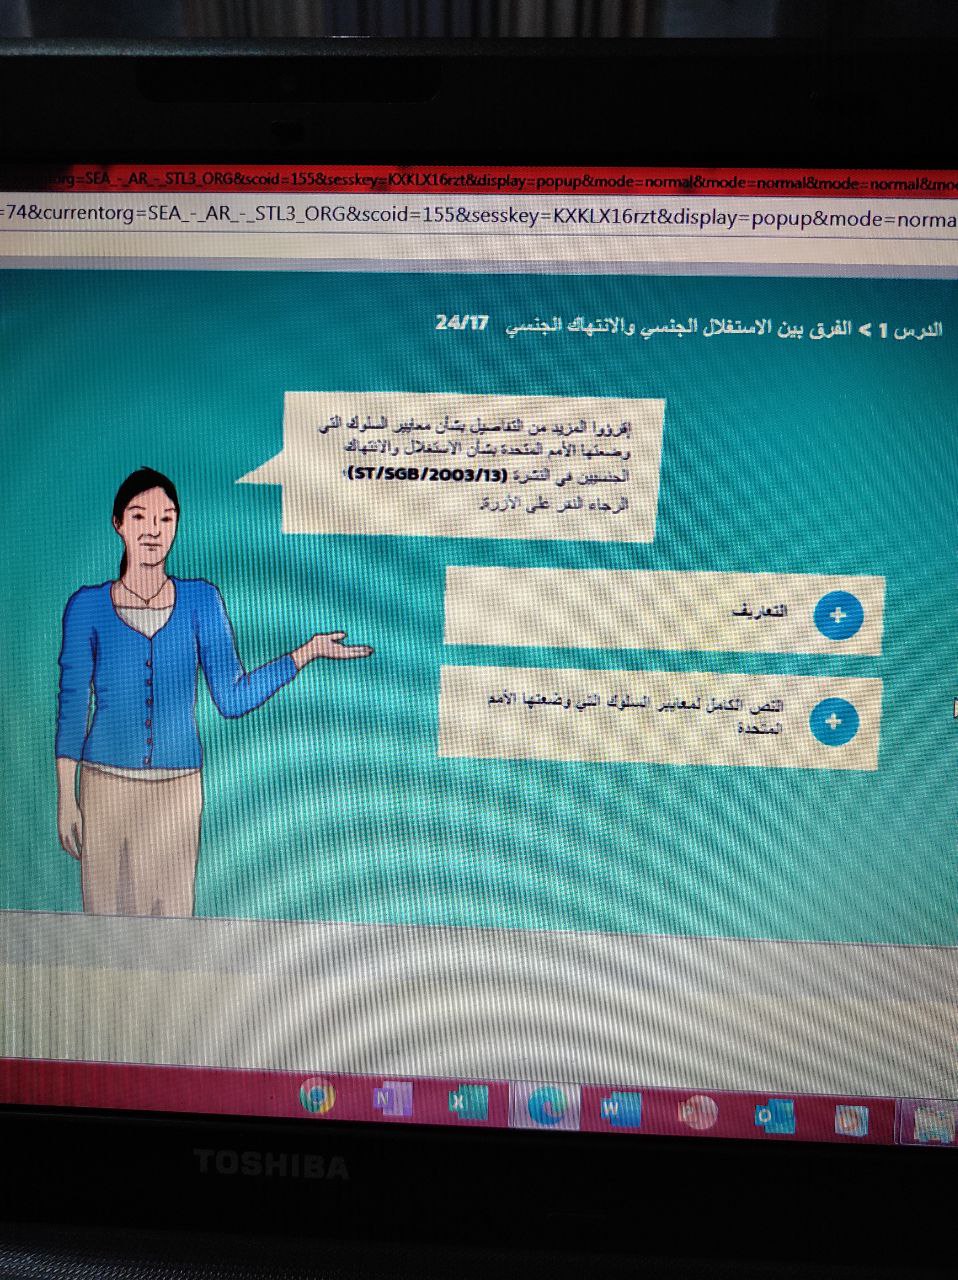 org=SEA_-_AR_-_STL3_ORG&scoid=155&sesskey=KXKLX16rzt&display=popup&mode=normal&mode=normal&mode=normal&mo
=74&currentorg=SEA_-_AR_-_STL3_ORG&scoid=155&sesskey=KXKLX16rzt&display=popup&mode=norma
الدرس 1 > الفرق بين الاستغلال الجنسي والانتهاك الجنسي 24/17
إقرؤوا المزيد من التفاصيل بشأن معايير السلوك التي
وضعتها الأمم المتحدة بشأن الاستغلال والانتهاك
الجنسيين في النشرة (ST/SGB/2003/13)
الرجاء النقر على الأزرة.
التعاريف
النص الكامل لمعايير السلوك التي وضعتها الأمم
المتحدة
N X W P O
TOSHIBA